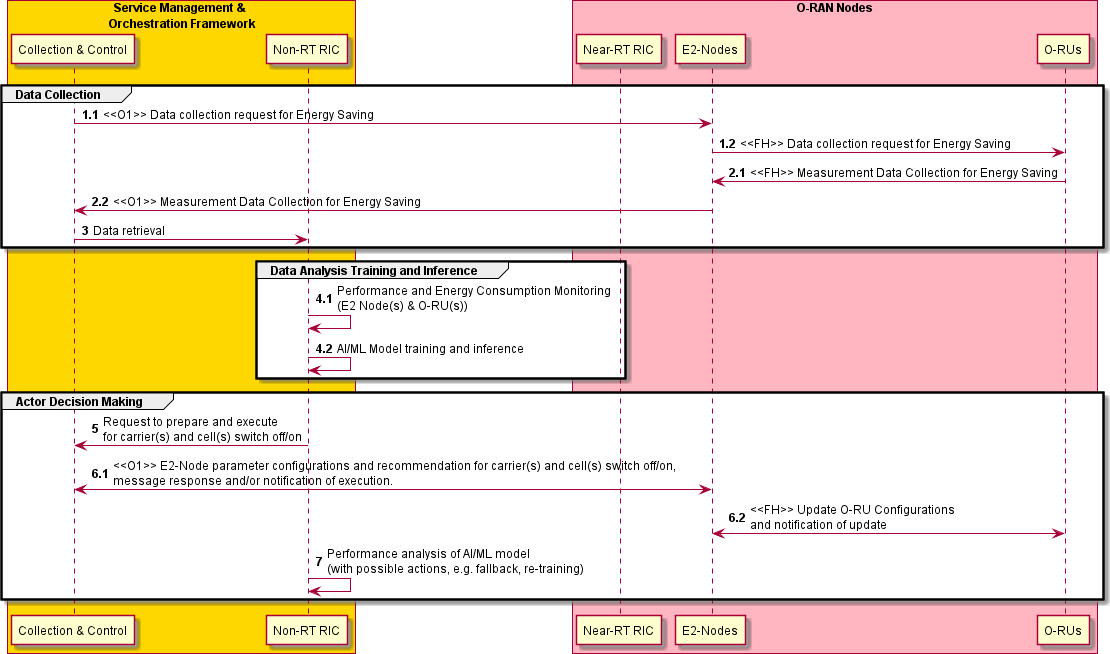 Service Management &
Orchestration Framework
O-RAN Nodes
Collection & Control
Non-RT RIC
Near-RT RIC
E2-Nodes
O-RUs
Data Collection
1.1 <<O1>> Data collection request for Energy Saving
1.2 <<FH>> Data collection request for Energy Saving
2.1 <<FH>> Measurement Data Collection for Energy Saving
2.2 <<O1>> Measurement Data Collection for Energy Saving
3 Data retrieval
Data Analysis Training and Inference
4.1 Performance and Energy Consumption Monitoring
(E2 Node(s) & O-RU(s))
4.2 AI/ML Model training and inference
Actor Decision Making
5 Request to prepare and execute
for carrier(s) and cell(s) switch off/on
6.1 <<O1>> E2-Node parameter configurations and recommendation for carrier(s) and cell(s) switch off/on,
message response and/or notification of execution.
6.2 <<FH>> Update O-RU Configurations
and notification of update
7 Performance analysis of AI/ML model
(with possible actions, e.g. fallback, re-training)
Collection & Control
Non-RT RIC
Near-RT RIC
E2-Nodes
O-RUs